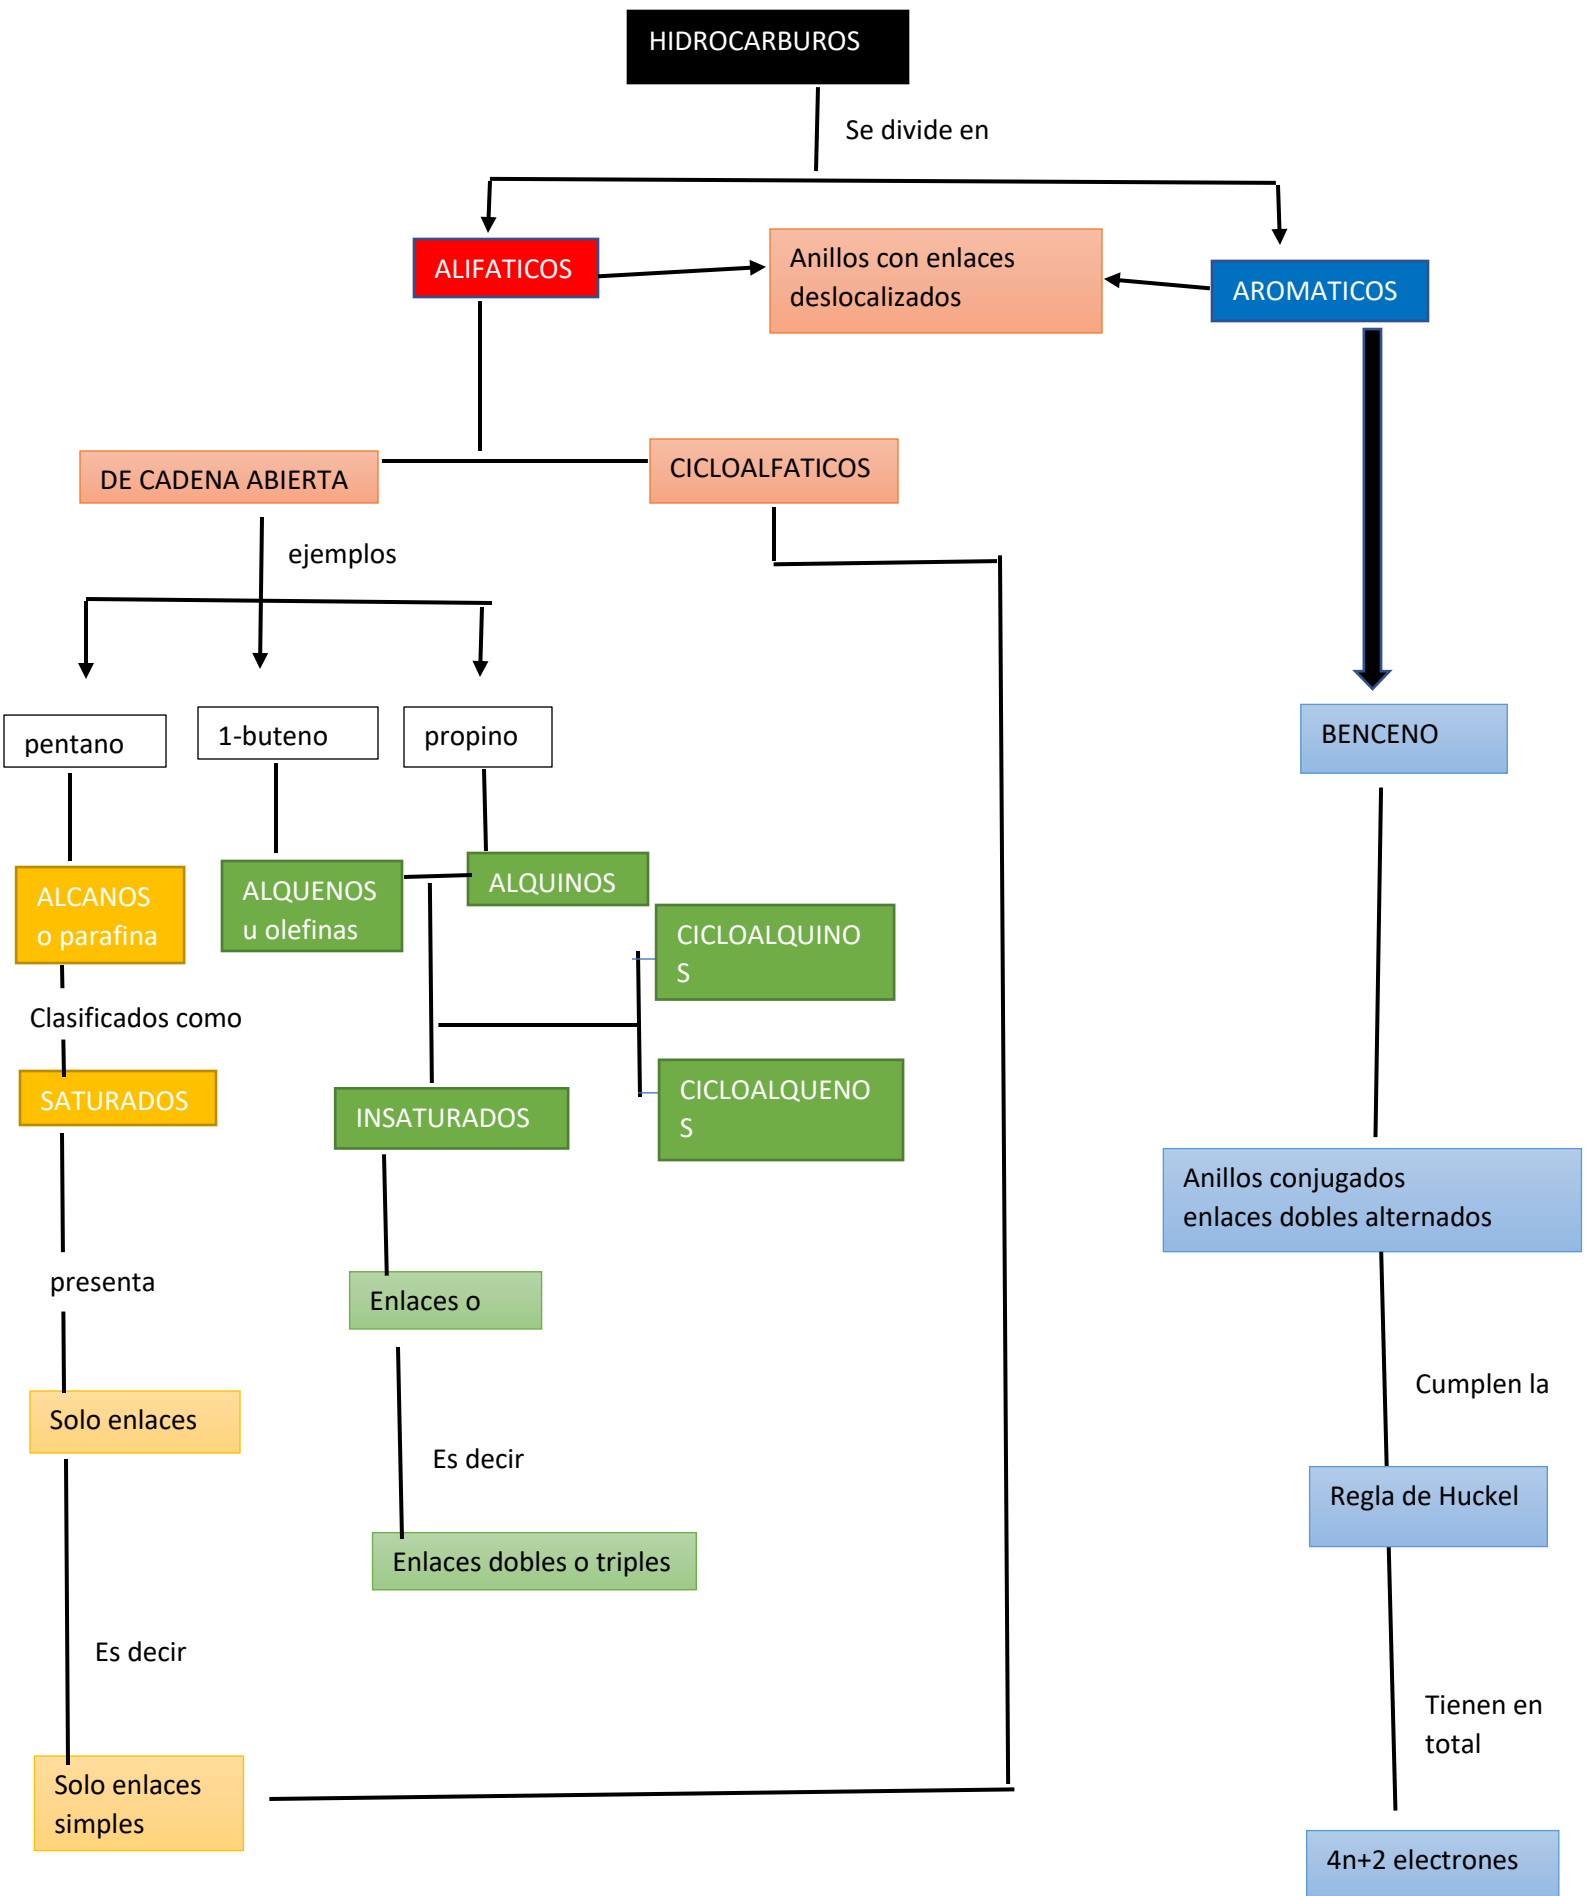 HIDROCARBUROS
Se divide en
ALIFATICOS
Anillos con enlaces
deslocalizados
AROMATICOS
DE CADENA ABIERTA
CICLOALFATICOS
ejemplos
pentano
1-buteno
propino
BENCENO
ALCANOS
o parafina
ALQUENOS
u olefinas
ALQUINOS
CICLOALQUINO
S
Clasificados como
SATURADOS
INSATURADOS
CICLOALQUENO
S
Anillos conjugados
enlaces dobles alternados
presenta
Enlaces o
Solo enlaces
Cumplen la
Es decir
Regla de Huckel
Enlaces dobles o triples
Es decir
Tienen en
total
Solo enlaces
simples
4n+2 electrones